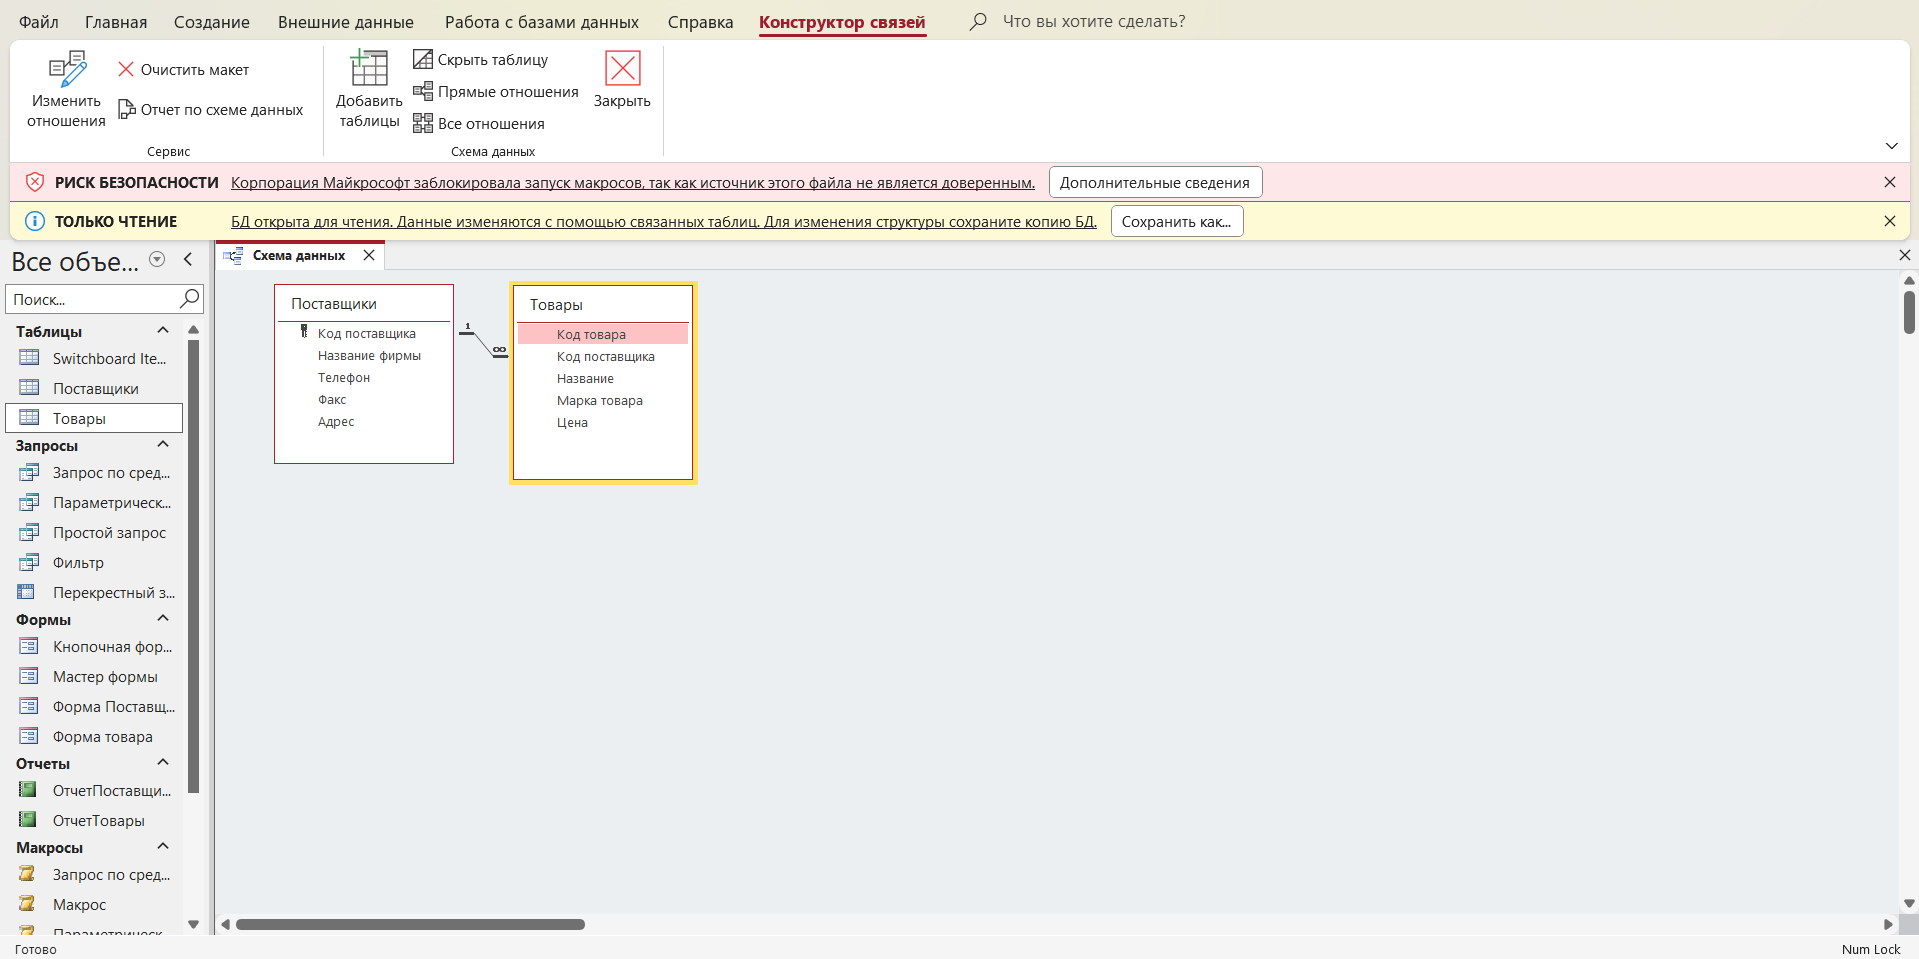 Файл Главная Создание Внешние данные Работа с базами данных Справка Конструктор связей Что вы хотите сделать?
Изменить отношения
Очистить макет
Отчет по схеме данных
Сервис
Добавить таблицы
Скрыть таблицу
Прямые отношения
Все отношения
Закрыть
Схема данных
РИСК БЕЗОПАСНОСТИ Корпорация Майкрософт заблокировала запуск макросов, так как источник этого файла не является доверенным. Дополнительные сведения
ТОЛЬКО ЧТЕНИЕ БД открыта для чтения. Данные изменяются с помощью связанных таблиц. Для изменения структуры сохраните копию БД. Сохранить как...
Все объе...
Поиск...
Таблицы
Switchboard Ite...
Поставщики
Товары
Запросы
Запрос по сред...
Параметрическ...
Простой запрос
Фильтр
Перекрестный з...
Формы
Кнопочная фор...
Мастер формы
Форма Поставщ...
Форма товара
Отчеты
ОтчетПоставщи...
ОтчетТовары
Макросы
Запрос по сред...
Макрос
Параметрическ...
Схема данных
Поставщики
Код поставщика
Название фирмы
Телефон
Факс
Адрес
1
∞
Товары
Код товара
Код поставщика
Название
Марка товара
Цена
Готово
Num Lock